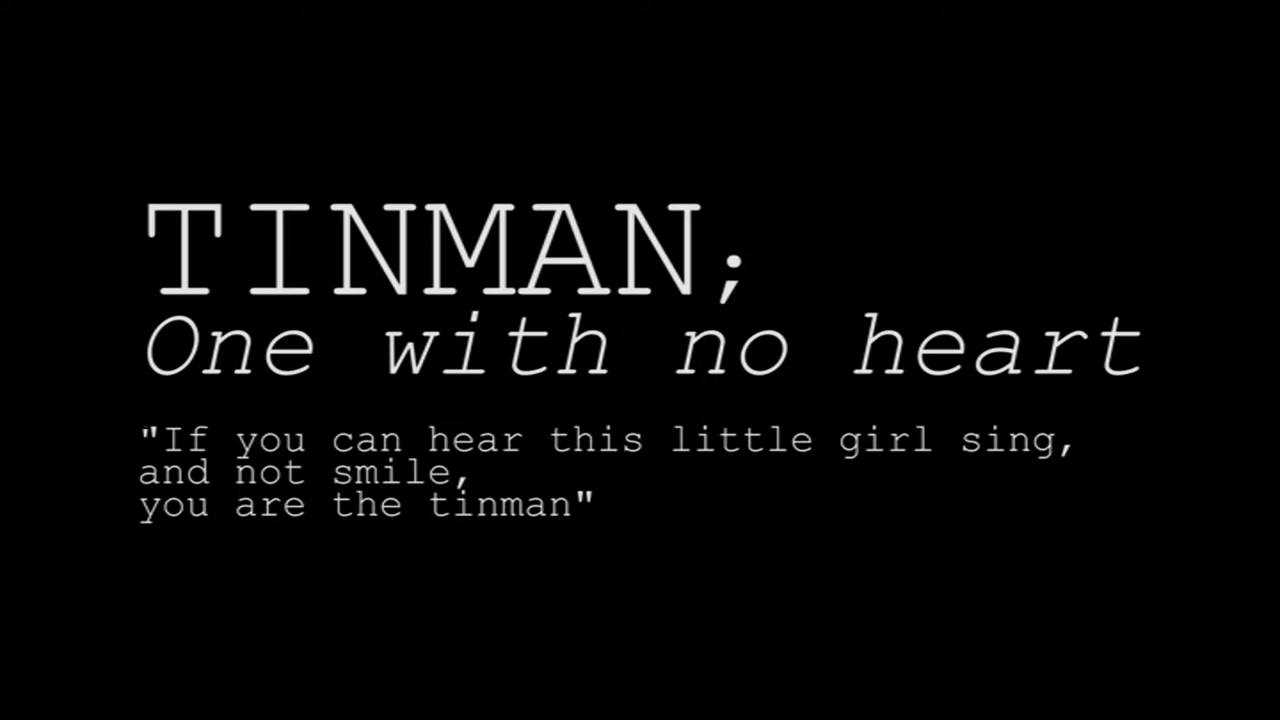 TINMAN;
One with no heart
"If you can hear this little girl sing,
and not smile,
you are the tinman"